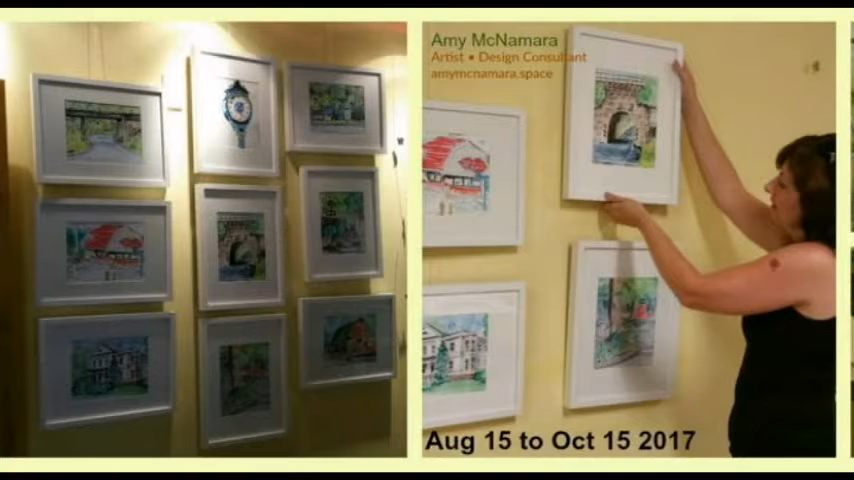 Amy McNamara
Artist ▪ Design Consultant
amymcnamara.space
Aug 15 to Oct 15 2017